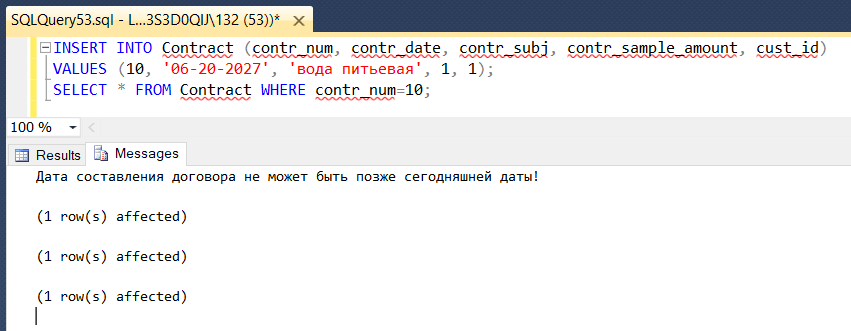 SQLQuery53.sql - L...3S3D0QIJ\132 (53))*
INSERT INTO Contract (contr_num, contr_date, contr_subj, contr_sample_amount, cust_id)
VALUES (10, '06-20-2027', 'вода питьевая', 1, 1);
SELECT * FROM Contract WHERE contr_num=10;
100 %
Results Messages
Дата составления договора не может быть позже сегодняшней даты!
(1 row(s) affected)
(1 row(s) affected)
(1 row(s) affected)